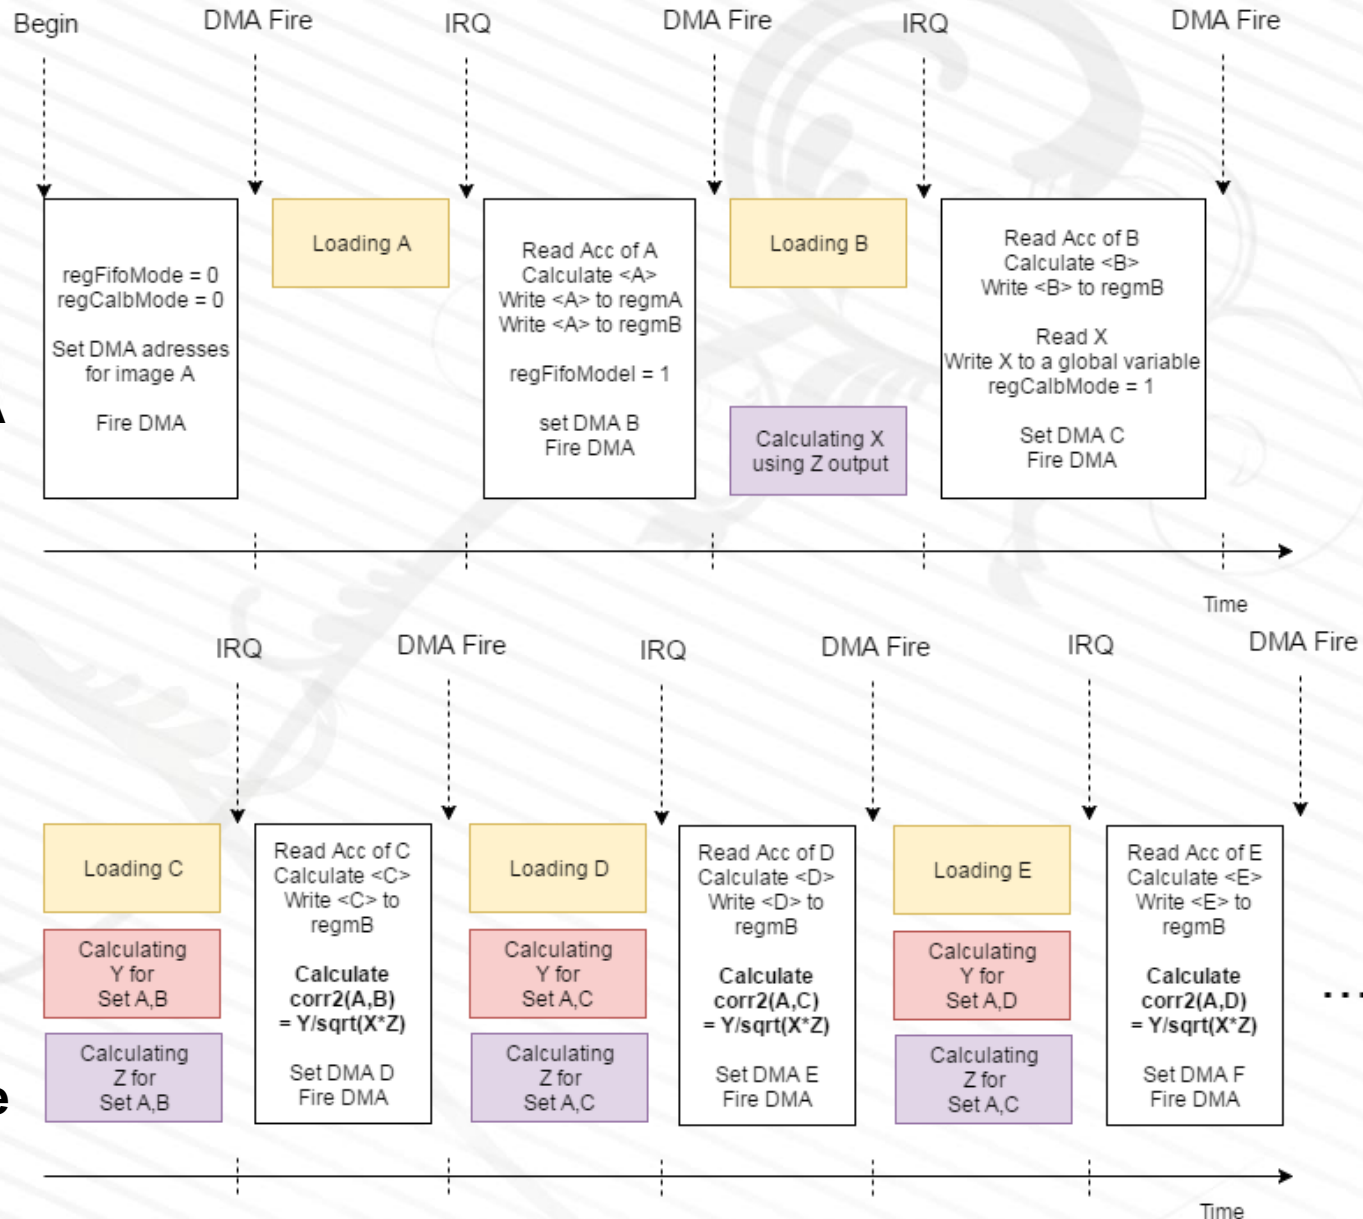 Begin
DMA Fire
IRQ
DMA Fire
IRQ
DMA Fire
regFifoMode = 0
regCalbMode = 0
Set DMA adresses
for image A
Fire DMA
Loading A
Read Acc of A
Calculate <A>
Write <A> to regmA
Write <A> to regmB
regFifoModel = 1
set DMA B
Fire DMA
Loading B
Calculating X
using Z output
Read Acc of B
Calculate <B>
Write <B> to regmB
Read X
Write X to a global variable
regCalbMode = 1
Set DMA C
Fire DMA
A
Time
IRQ
DMA Fire
IRQ
DMA Fire
IRQ
DMA Fire
Loading C
Calculating
Y for
Set A,B
Calculating
Z for
Set A,B
Read Acc of C
Calculate <C>
Write <C> to
regmB
Calculate
corr2(A,B)
= Y/sqrt(X*Z)
Set DMA D
Fire DMA
Loading D
Calculating
Y for
Set A,C
Calculating
Z for
Set A,C
Read Acc of D
Calculate <D>
Write <D> to
regmB
Calculate
corr2(A,C)
= Y/sqrt(X*Z)
Set DMA E
Fire DMA
Loading E
Calculating
Y for
Set A,D
Calculating
Z for
Set A,C
Read Acc of E
Calculate <E>
Write <E> to
regmB
Calculate
corr2(A,D)
= Y/sqrt(X*Z)
Set DMA F
Fire DMA
...
e
Time